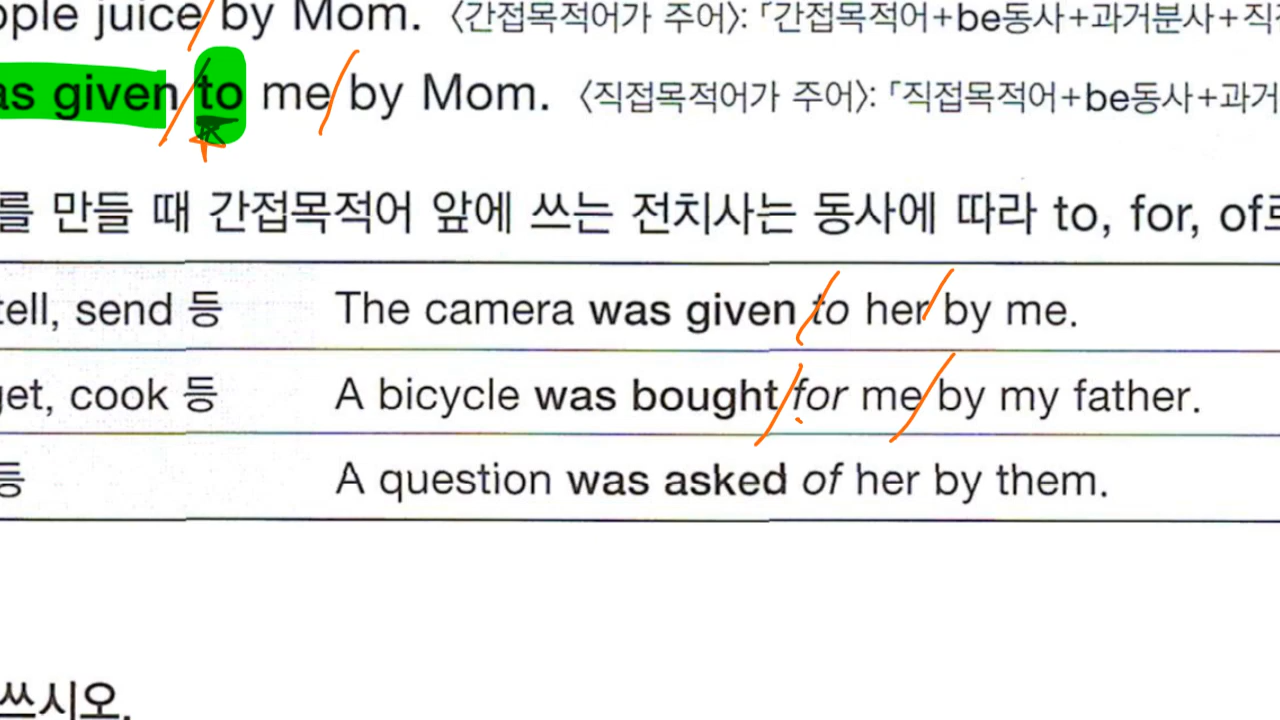 juice by Mom. 〈간접목적어가 주어〉: 「간접목적어+be동사+과거분사+직
given to me by Mom. 〈직접목적어가 주어〉: 「직접목적어+be동사+과거
만들 때 간접목적어 앞에 쓰는 전치사는 동사에 따라 to, for, of
tell, send 등 The camera was given to her by me.
get, cook 등 A bicycle was bought for me by my father.
등 A question was asked of her by them.
쓰시오.